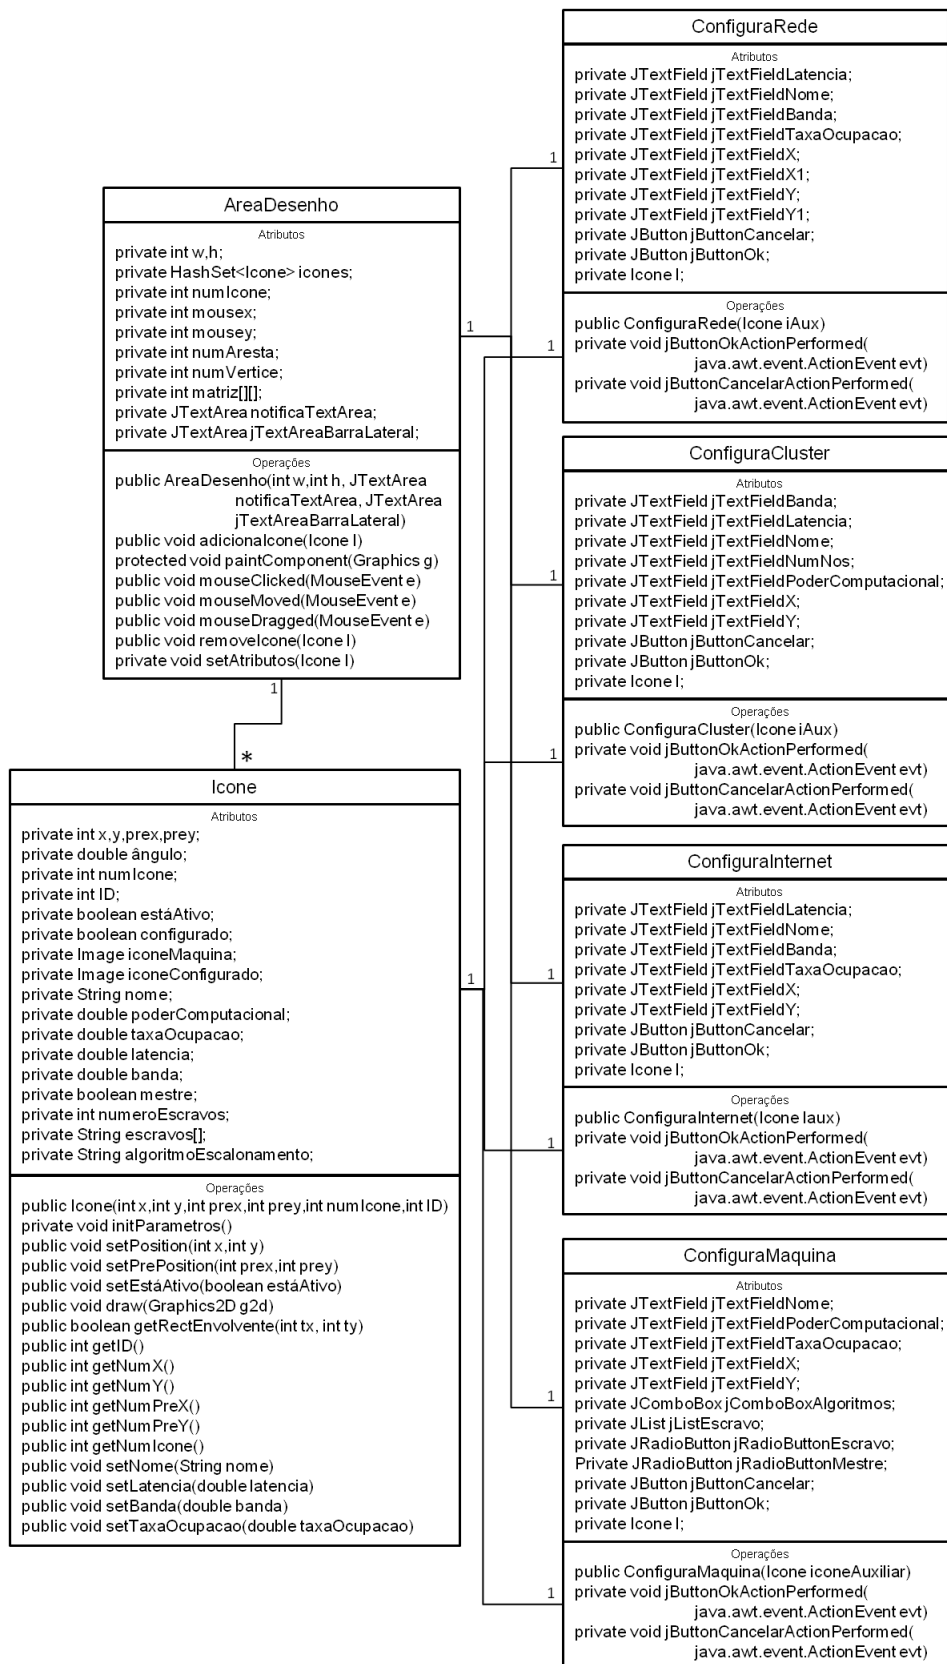 AreaDesenho
Atributos
private int w,h;
private HashSet<Icone> icones;
private int numIcone;
private int mousex;
private int mousey;
private int numAresta;
private int numVertice;
private int matriz[][];
private JTextArea notificaTextArea;
private JTextArea jTextAreaBarraLateral;
Operações
public AreaDesenho(int w,int h, JTextArea
notificaTextArea, JTextArea
jTextAreaBarraLateral)
public void adicionaIcone(Icone I)
protected void paintComponent(Graphics g)
public void mouseClicked(MouseEvent e)
public void mouseMoved(MouseEvent e)
public void mouseDragged(MouseEvent e)
public void removeIcone(Icone I)
private void setAtributos(Icone I)
1
1
*
Icone
Atributos
private int x,y,prex,prey;
private double ângulo;
private int numIcone;
private int ID;
private boolean estáAtivo;
private boolean configurado;
private Image iconeMaquina;
private Image iconeConfigurado;
private String nome;
private double poderComputacional;
private double taxaOcupacao;
private double latencia;
private double banda;
private boolean mestre;
private int numeroEscravos;
private String escravos[];
private String algoritmoEscalonamento;
Operações
public Icone(int x,int y,int prex,int prey,int numIcone,int ID)
private void initParametros()
public void setPosition(int x,int y)
public void setPrePosition(int prex,int prey)
public void setEstáAtivo(boolean estáAtivo)
public void draw(Graphics2D g2d)
public boolean getRectEnvolvente(int tx, int ty)
public int getID()
public int getNumX()
public int getNumY()
public int getNumPreX()
public int getNumPreY()
public int getNumIcone()
public void setNome(String nome)
public void setLatencia(double latencia)
public void setBanda(double banda)
public void setTaxaOcupacao(double taxaOcupacao)
1
ConfiguraRede
Atributos
private JTextField jTextFieldLatencia;
private JTextField jTextFieldNome;
private JTextField jTextFieldBanda;
private JTextField jTextFieldTaxaOcupacao;
private JTextField jTextFieldX;
private JTextField jTextFieldX1;
private JTextField jTextFieldY;
private JTextField jTextFieldY1;
private JButton jButtonCancelar;
private JButton jButtonOk;
private Icone I;
Operações
public ConfiguraRede(Icone iAux)
private void jButtonOkActionPerformed(
java.awt.event.ActionEvent evt)
private void jButtonCancelarActionPerformed(
java.awt.event.ActionEvent evt)
1
1
ConfiguraCluster
Atributos
private JTextField jTextFieldBanda;
private JTextField jTextFieldLatencia;
private JTextField jTextFieldNome;
private JTextField jTextFieldNumNos;
private JTextField jTextFieldPoderComputacional;
private JTextField jTextFieldX;
private JTextField jTextFieldY;
private JButton jButtonCancelar;
private JButton jButtonOk;
private Icone I;
Operações
public ConfiguraCluster(Icone iAux)
private void jButtonOkActionPerformed(
java.awt.event.ActionEvent evt)
private void jButtonCancelarActionPerformed(
java.awt.event.ActionEvent evt)
1
1
ConfiguraInternet
Atributos
private JTextField jTextFieldLatencia;
private JTextField jTextFieldNome;
private JTextField jTextFieldBanda;
private JTextField jTextFieldTaxaOcupacao;
private JTextField jTextFieldX;
private JTextField jTextFieldY;
private JButton jButtonCancelar;
private JButton jButtonOk;
private Icone I;
Operações
public ConfiguraInternet(Icone Iaux)
private void jButtonOkActionPerformed(
java.awt.event.ActionEvent evt)
private void jButtonCancelarActionPerformed(
java.awt.event.ActionEvent evt)
1
1
ConfiguraMaquina
Atributos
private JTextField jTextFieldNome;
private JTextField jTextFieldPoderComputacional;
private JTextField jTextFieldTaxaOcupacao;
private JTextField jTextFieldX;
private JTextField jTextFieldY;
private JComboBox jComboBoxAlgoritmos;
private JList jListEscravo;
private JRadioButton jRadioButtonEscravo;
Private JRadioButton jRadioButtonMestre;
private JButton jButtonCancelar;
private JButton jButtonOk;
private Icone I;
Operações
public ConfiguraMaquina(Icone iconeAuxiliar)
private void jButtonOkActionPerformed(
java.awt.event.ActionEvent evt)
private void jButtonCancelarActionPerformed(
java.awt.event.ActionEvent evt)
1
1